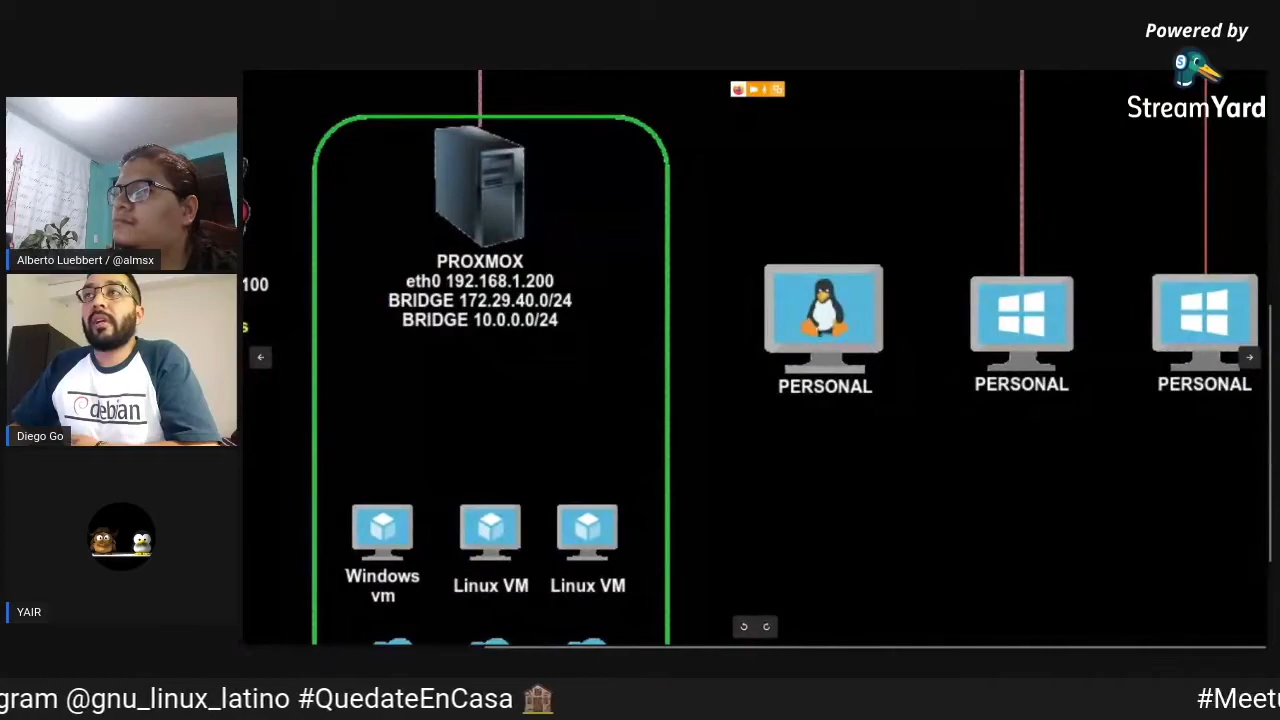 Powered by
StreamYard
Alberto Luebbert / @almsx
Diego Go
debian
YAIR
100
s
PROXMOX
eth0 192.168.1.200
BRIDGE 172.29.40.0/24
BRIDGE 10.0.0.0/24
Windows
vm
Linux VM
Linux VM
PERSONAL
PERSONAL
PERSONAL
gram @gnu_linux_latino #QuedateEnCasa
#Meetu